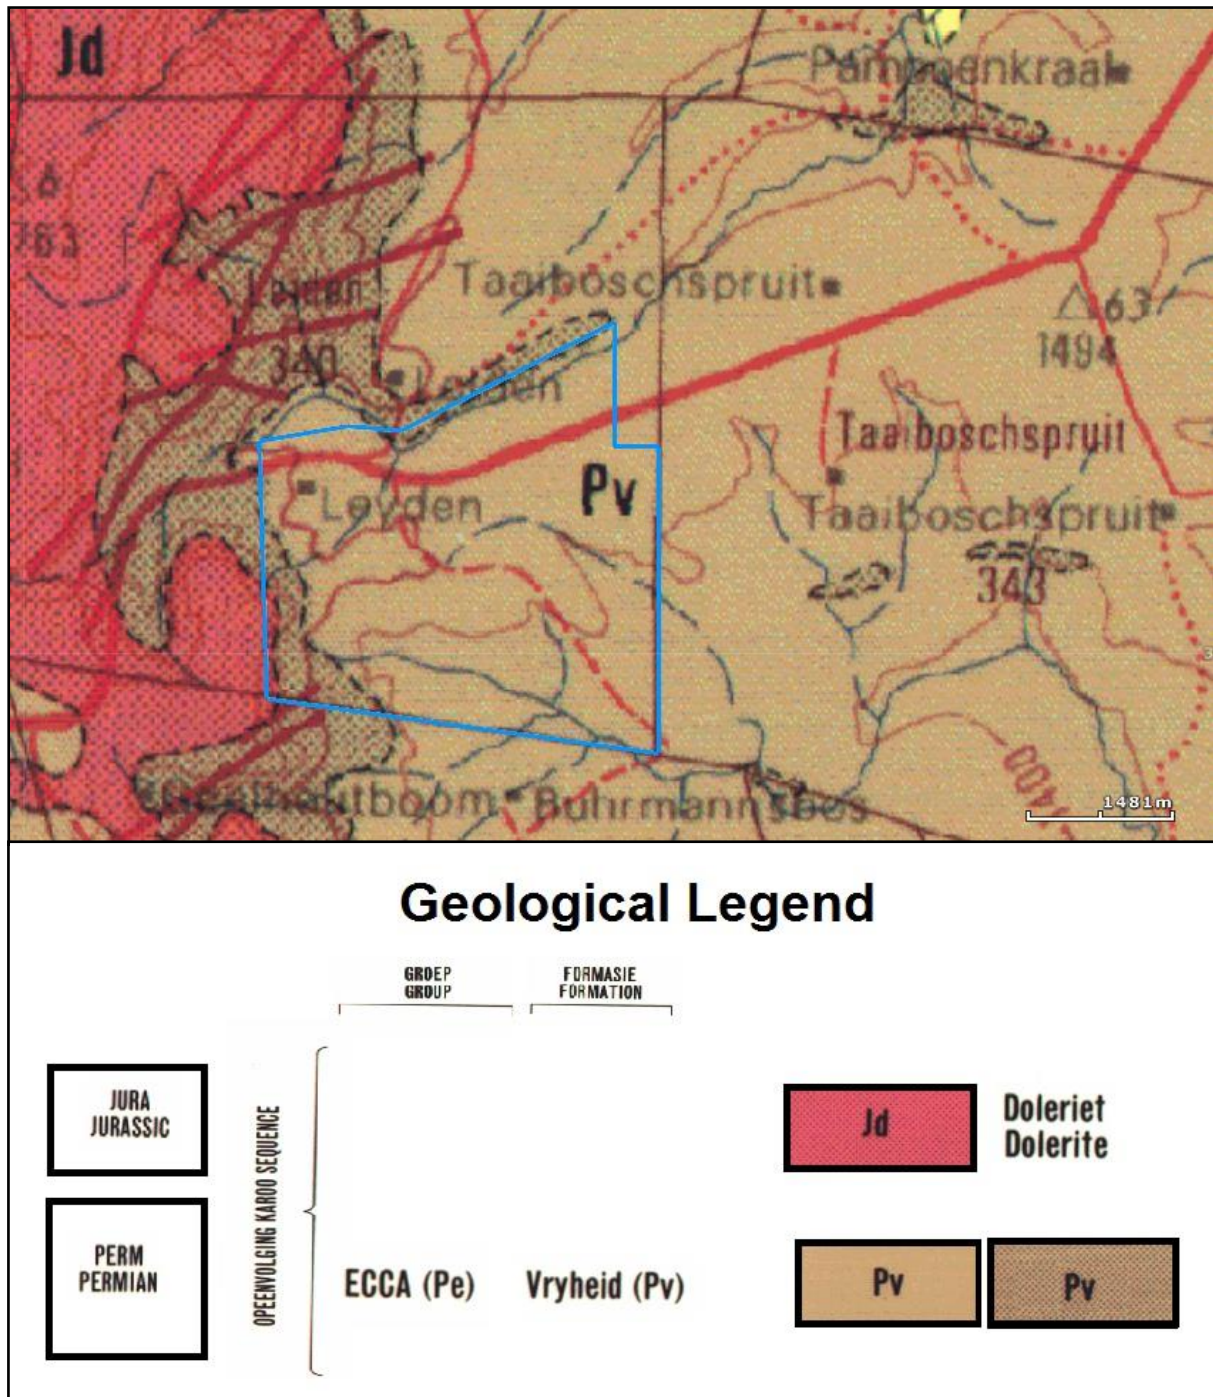 Jd
Pampoenkraal
6
763
Leyden
Taaiboschspruit
63
1494
340
Leyden
Taaiboschspruit
Pv
Leyden
Taaiboschspruit
343
1400
1481m
Buhrmannsbos
Geological Legend
GROEP
GROUP
FORMASIE
FORMATION
JURA
JURASSIC
OPEENVOLGING KAROO SEQUENCE
Jd
Doleriet
Dolerite
PERM
PERMIAN
ECCA (Pe)
Vryheid (Pv)
Pv
Pv